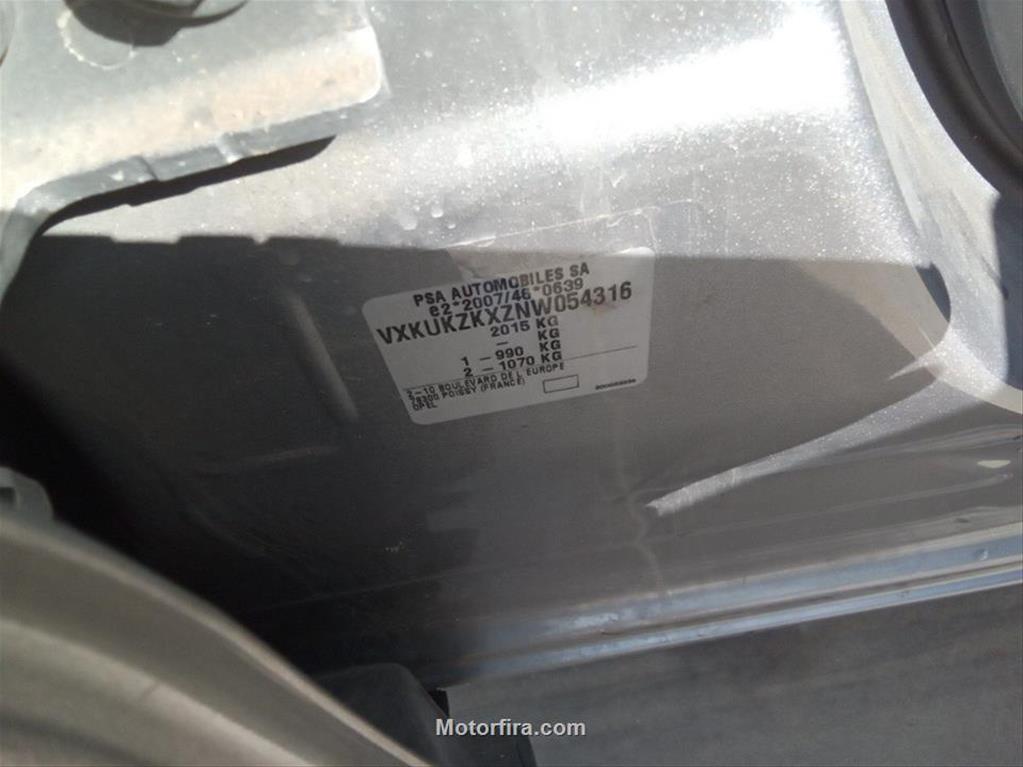 PSA AUTOMOBILES SA
e2*2007/46*0639
VXKUKZKXZNW054316
2015 KG
- KG
1 - 990 KG
2 - 1070 KG
2-10 BOULEVARD DE L EUROPE
78300 POISSY (FRANCE)
OPEL
Motorfira.com